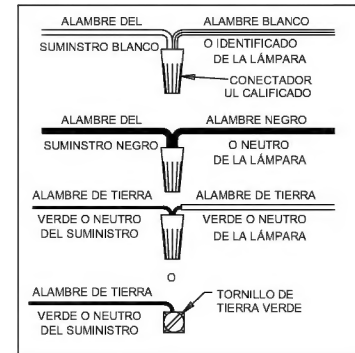 ALAMBRE DEL
SUMINSTRO BLANCO
ALAMBRE BLANCO
O IDENTIFICADO
DE LA LÁMPARA
CONECTADOR
UL CALIFICADO
ALAMBRE DEL
SUMINSTRO NEGRO
ALAMBRE NEGRO
O NEUTRO
DE LA LÁMPARA
ALAMBRE DE TIERRA
VERDE O NEUTRO
DEL SUMINISTRO
ALAMBRE DE TIERRA
VERDE O NEUTRO
DE LA LÁMPARA
O
ALAMBRE DE TIERRA
VERDE O NEUTRO
DEL SUMINISTRO
TORNILLO DE
TIERRA VERDE